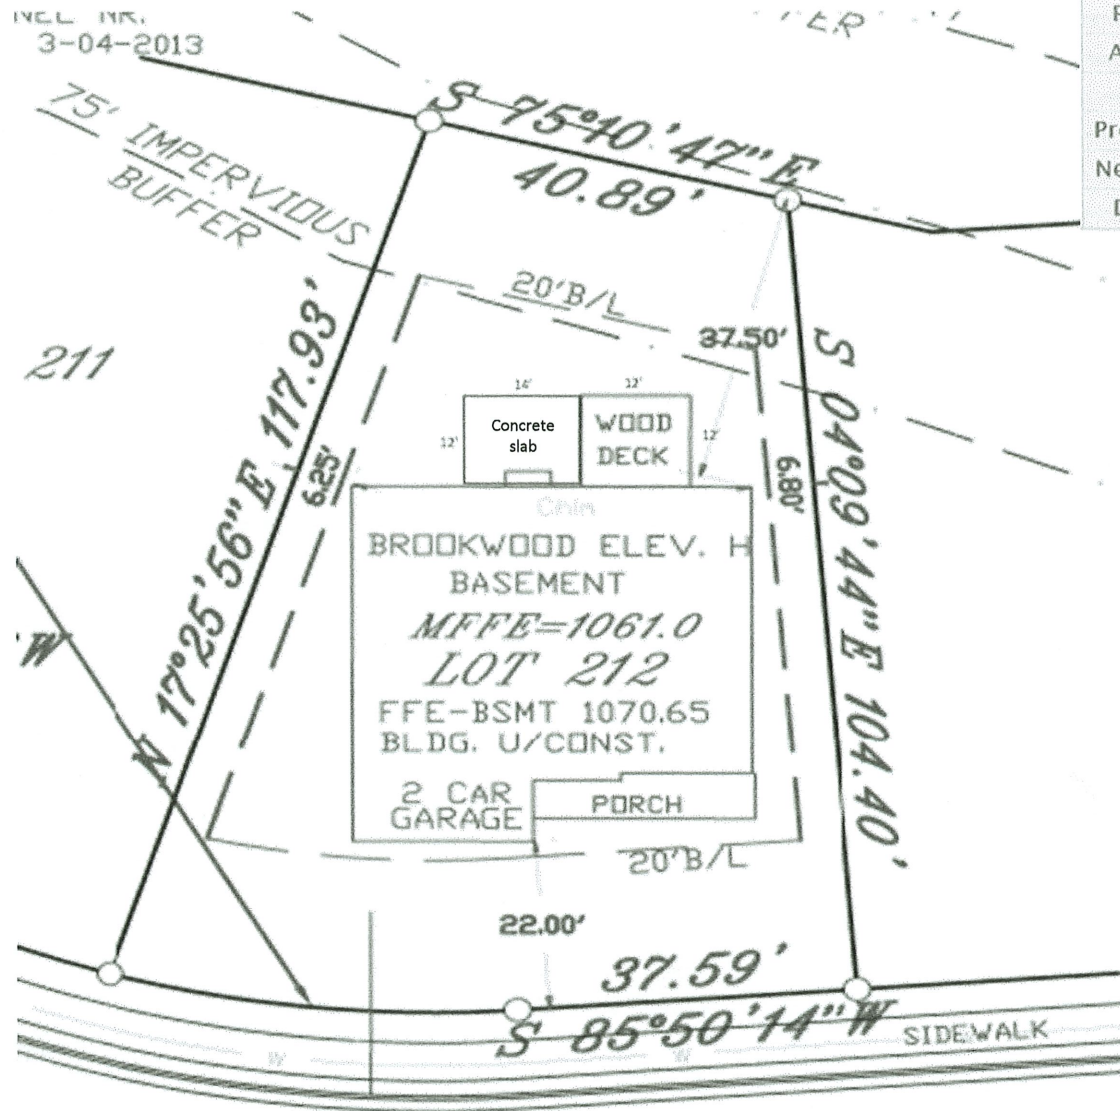 3-04-2013
75' IMPERVIOUS
BUFFER
S 75°10'47" E
40.89'
20'B/L
37.50'
211
N 17°25'56" E 117.93'
6.25'
S 04°09'44" E 104.40'
6.80'
14'
12'
12'
12'
Concrete
slab
WOOD
DECK
BROOKWOOD ELEV. H
BASEMENT
MFFE=1061.0
LOT 212
FFE-BSMT 1070.65
BLDG. U/CONST.
2 CAR
GARAGE
PORCH
20'B/L
W
22.00'
37.59'
S 85°50'14" W
SIDEWALK
W
W